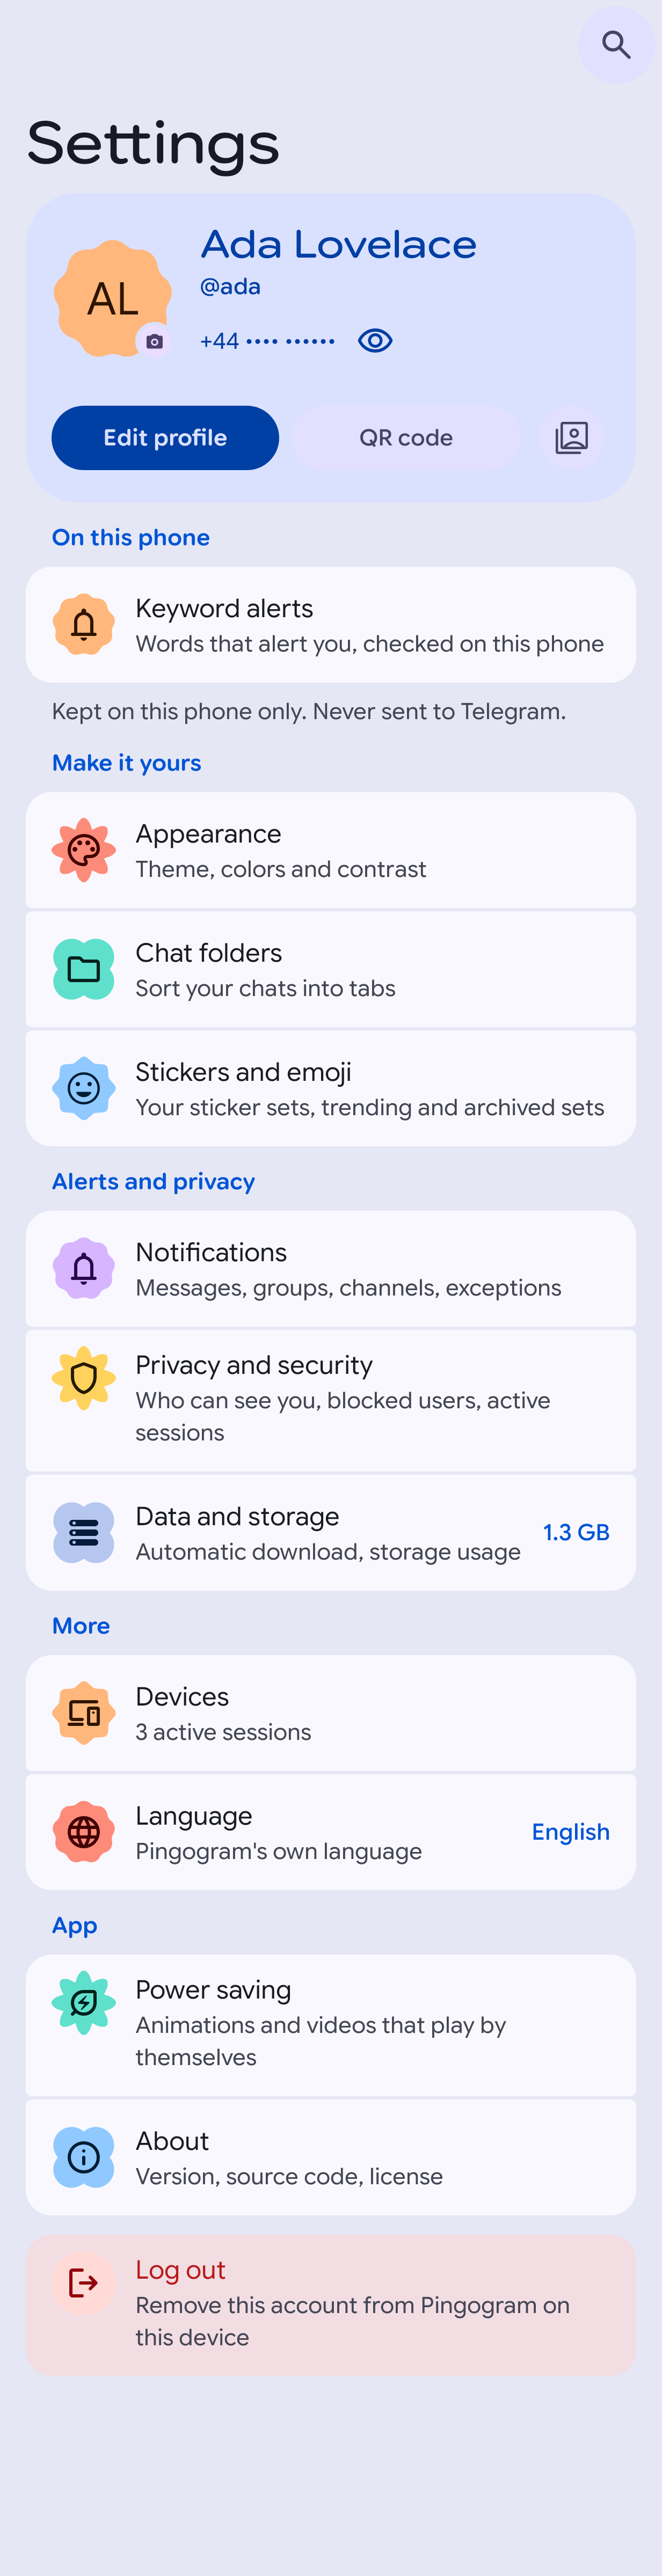 Settings
Ada Lovelace
AL
@ada
+44 •••• ••••••
Edit profile
QR code
On this phone
Keyword alerts
Words that alert you, checked on this phone
Kept on this phone only. Never sent to Telegram.
Make it yours
Appearance
Theme, colors and contrast
Chat folders
Sort your chats into tabs
Stickers and emoji
Your sticker sets, trending and archived sets
Alerts and privacy
Notifications
Messages, groups, channels, exceptions
Privacy and security
Who can see you, blocked users, active
sessions
Data and storage
Automatic download, storage usage
1.3 GB
More
Devices
3 active sessions
Language
Pingogram's own language
English
App
Power saving
Animations and videos that play by
themselves
About
Version, source code, license
Log out
Remove this account from Pingogram on
this device